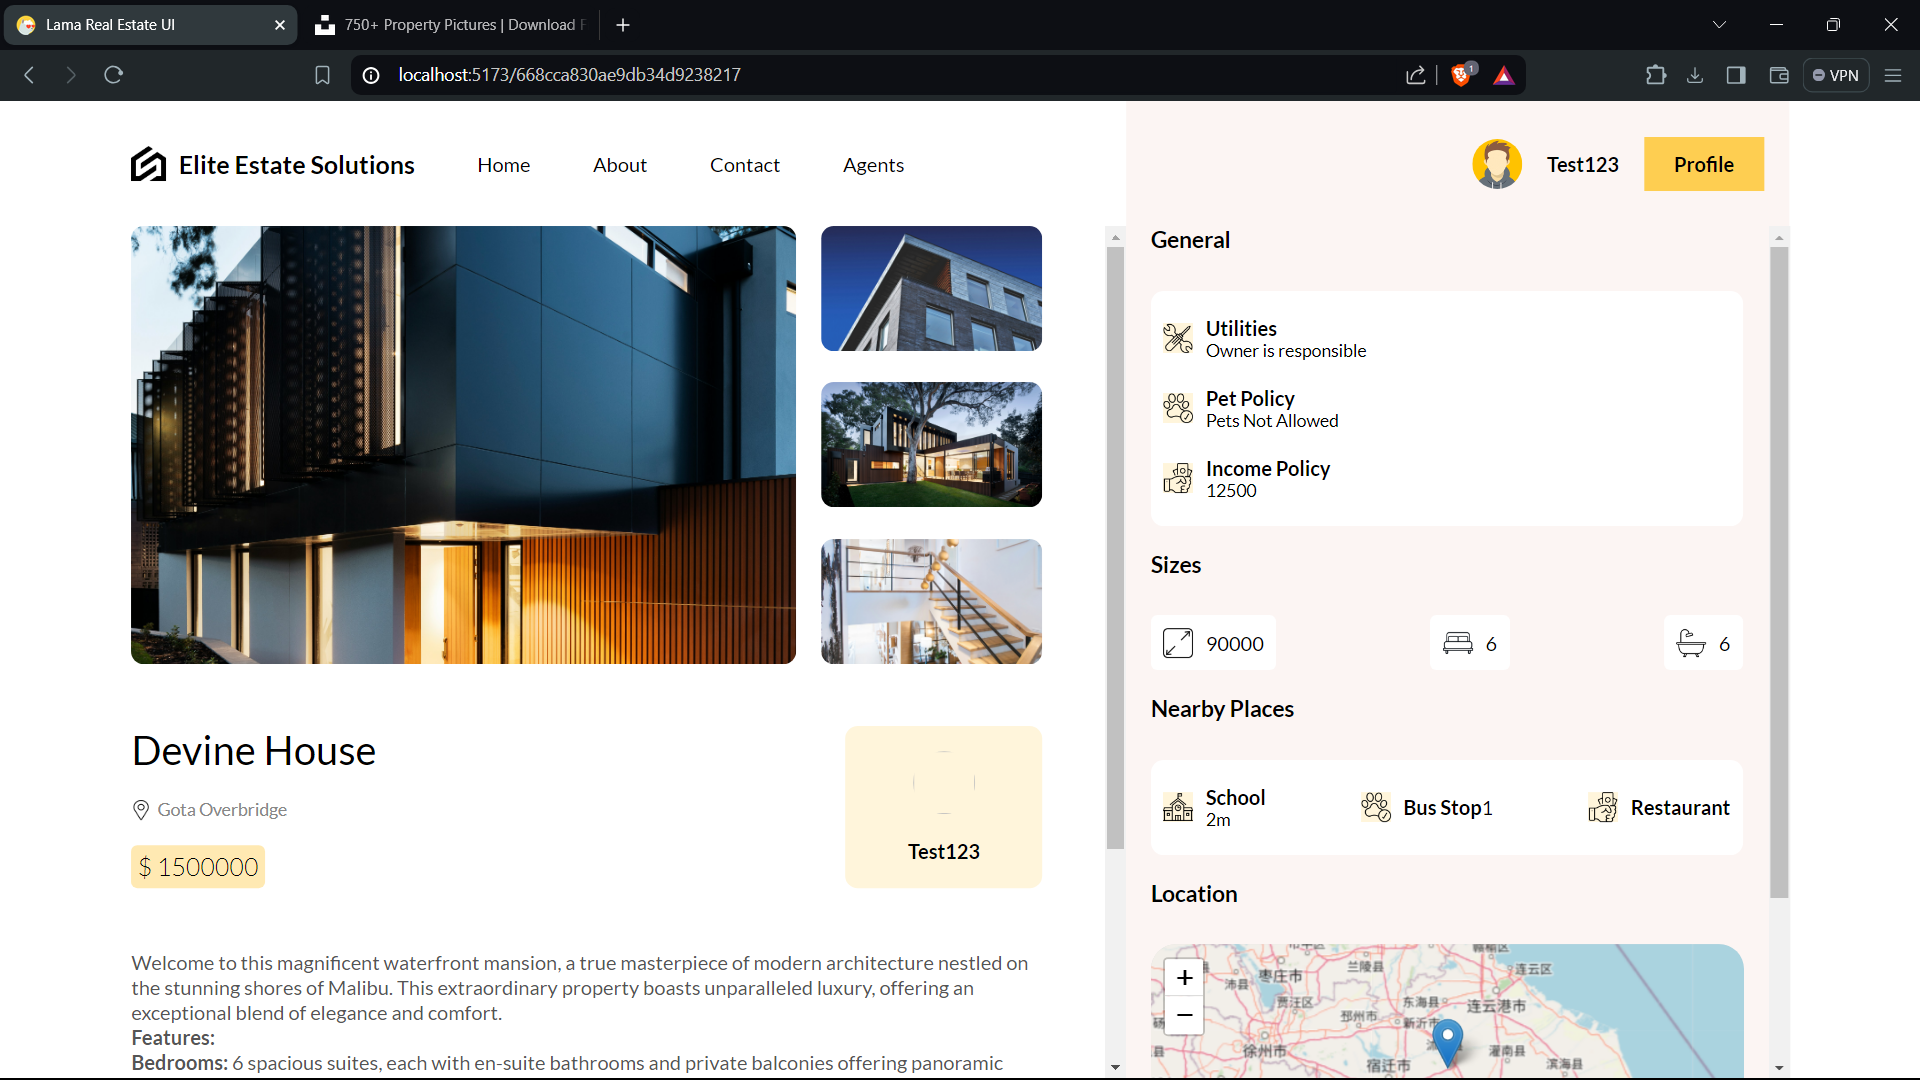 Lama Real Estate UI
750+ Property Pictures | Download F
localhost:5173/668cca830ae9db34d9238217
1
VPN
Elite Estate Solutions
Home
About
Contact
Agents
Test123
Profile
General
Utilities
Owner is responsible
Pet Policy
Pets Not Allowed
Income Policy
12500
Sizes
90000
6
6
Nearby Places
School
2m
Bus Stop1
Restaurant
Location
Devine House
Gota Overbridge
$ 1500000
Test123
Welcome to this magnificent waterfront mansion, a true masterpiece of modern architecture nestled on
the stunning shores of Malibu. This extraordinary property boasts unparalleled luxury, offering an
exceptional blend of elegance and comfort.
Features:
Bedrooms: 6 spacious suites, each with en-suite bathrooms and private balconies offering panoramic
+
−
枣庄市
兰陵县
连云区
沛县
贾汪区
东海县
连云港市
邳州市
新沂市
徐州市
灌南县
宿迁市
滨海县